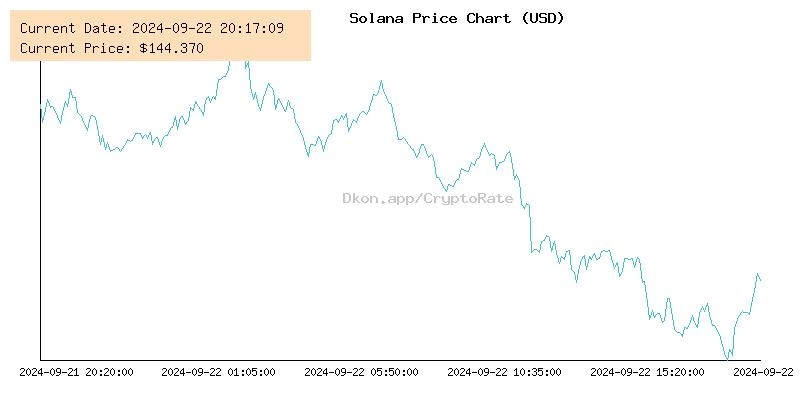 Solana Price Chart (USD)
Current Date: 2024-09-22 20:17:09
Current Price: $144.370
Dkon.app/CryptoRate
2024-09-21 20:20:00 2024-09-22 01:05:00 2024-09-22 05:50:00 2024-09-22 10:35:00 2024-09-22 15:20:00 2024-09-22